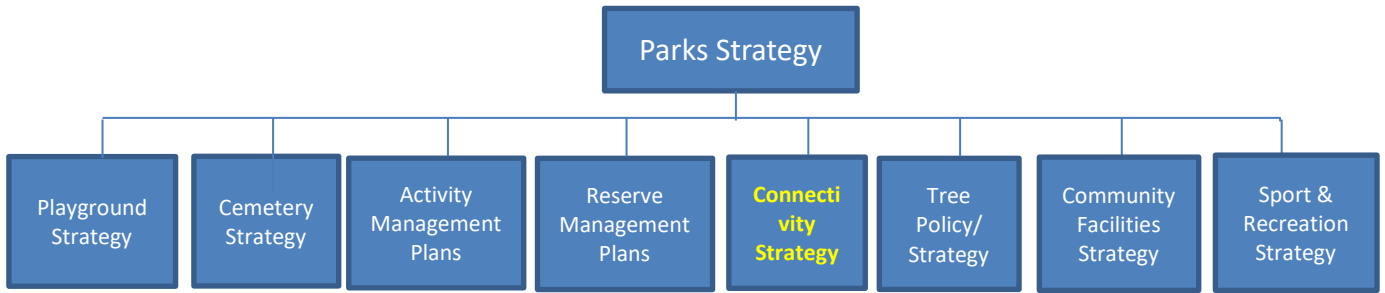 Parks Strategy
Playground
Strategy
Cemetery
Strategy
Activity
Management
Plans
Reserve
Management
Plans
Connecti
vity
Strategy
Tree
Policy/
Strategy
Community
Facilities
Strategy
Sport &
Recreation
Strategy